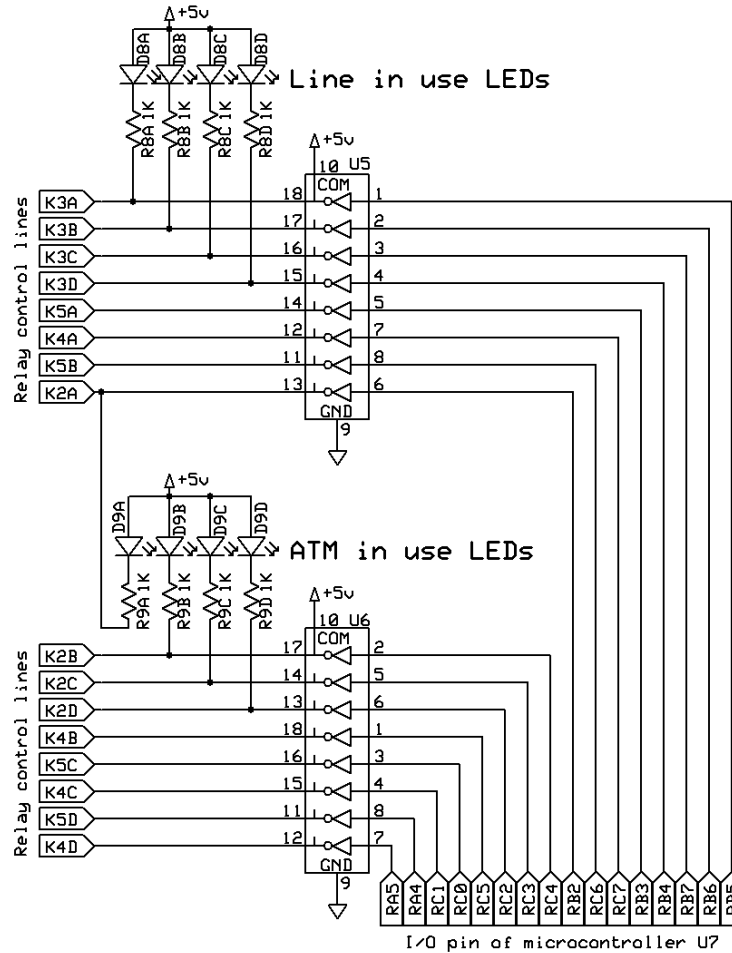 +5v
D8A D8B D8C D8D
Line in use LEDs
R8A 1K R8B 1K R8C 1K R8D 1K
+5v
10 U5
COM
K3A 18 1
K3B 17 2
K3C 16 3
K3D 15 4
K5A 14 5
K4A 12 7
K5B 11 8
K2A 13 6
Relay control lines
GND
9
+5v
D9A D9B D9C D9D
ATM in use LEDs
R9A 1K R9B 1K R9C 1K R9D 1K
+5v
10 U6
COM
K2B 17 2
K2C 14 5
K2D 13 6
K4B 18 1
K5C 16 3
K4C 15 4
K5D 11 8
K4D 12 7
Relay control lines
GND
9
RA5 RA4 RC1 RC0 RC5 RC2 RC3 RC4 RB2 RC6 RC7 RB3 RB4 RB7 RB6 RB5
I/O pin of microcontroller U7